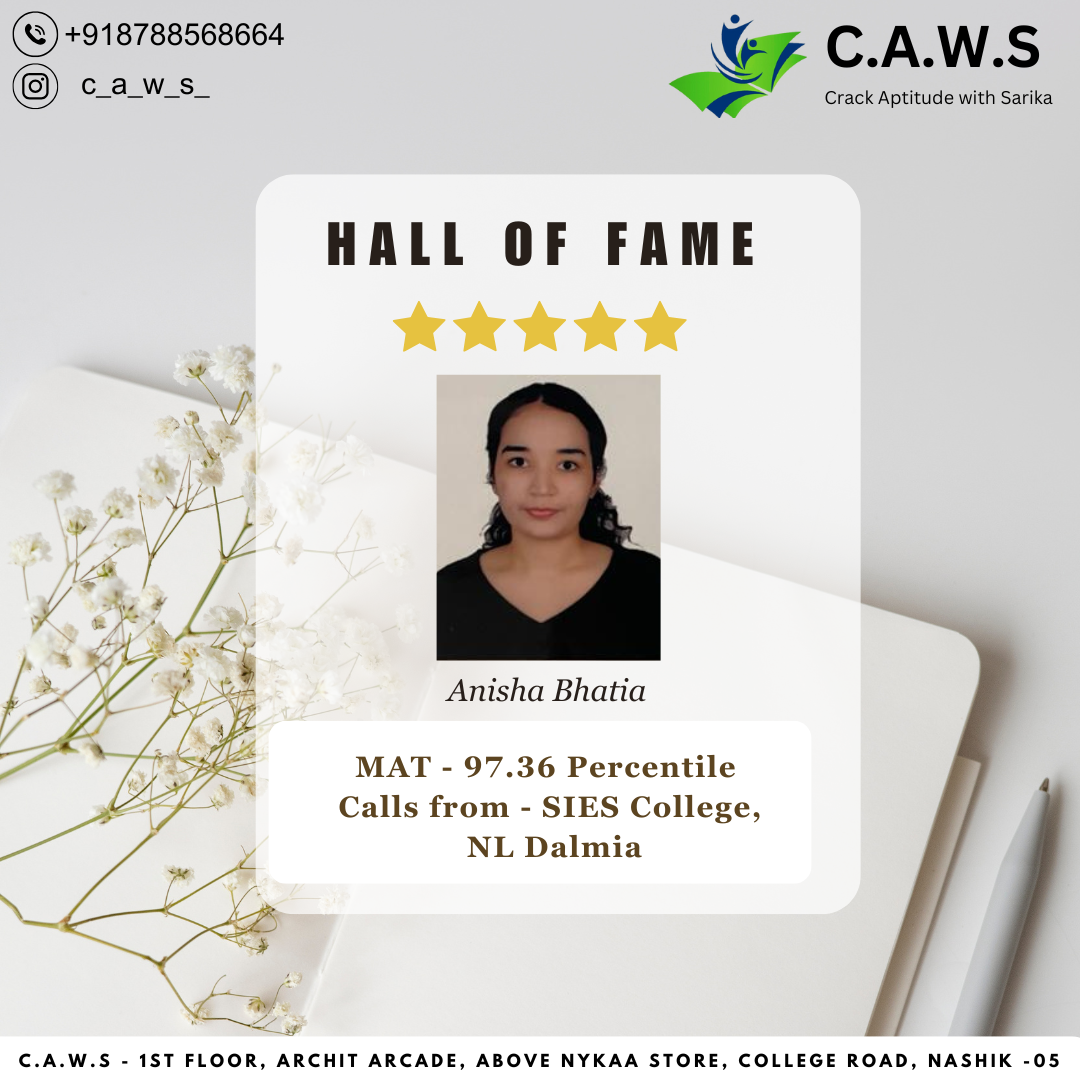 +918788568664
c_a_w_s_
C.A.W.S
Crack Aptitude with Sarika
HALL OF FAME
Anisha Bhatia
MAT - 97.36 Percentile
Calls from - SIES College,
NL Dalmia
C.A.W.S - 1ST FLOOR, ARCHIT ARCADE, ABOVE NYKAA STORE, COLLEGE ROAD, NASHIK -05